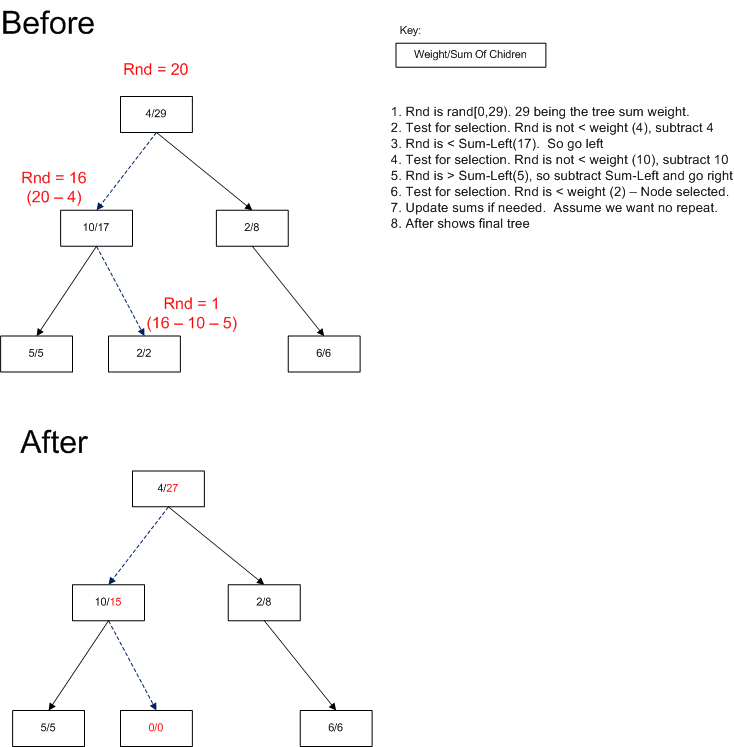 Before
Key:
Weight/Sum Of Chidren
Rnd = 20
4/29
1. Rnd is rand[0,29). 29 being the tree sum weight.
2. Test for selection. Rnd is not < weight (4), subtract 4
3. Rnd is < Sum-Left(17).  So go left
4. Test for selection. Rnd is not < weight (10), subtract 10
5. Rnd is > Sum-Left(5), so subtract Sum-Left and go right
6. Test for selection. Rnd is < weight (2) – Node selected.
7. Update sums if needed.  Assume we want no repeat.
8. After shows final tree
Rnd = 16
(20 – 4)
10/17
2/8
Rnd = 1
(16 – 10 – 5)
5/5
2/2
6/6
After
4/27
10/15
2/8
5/5
0/0
6/6